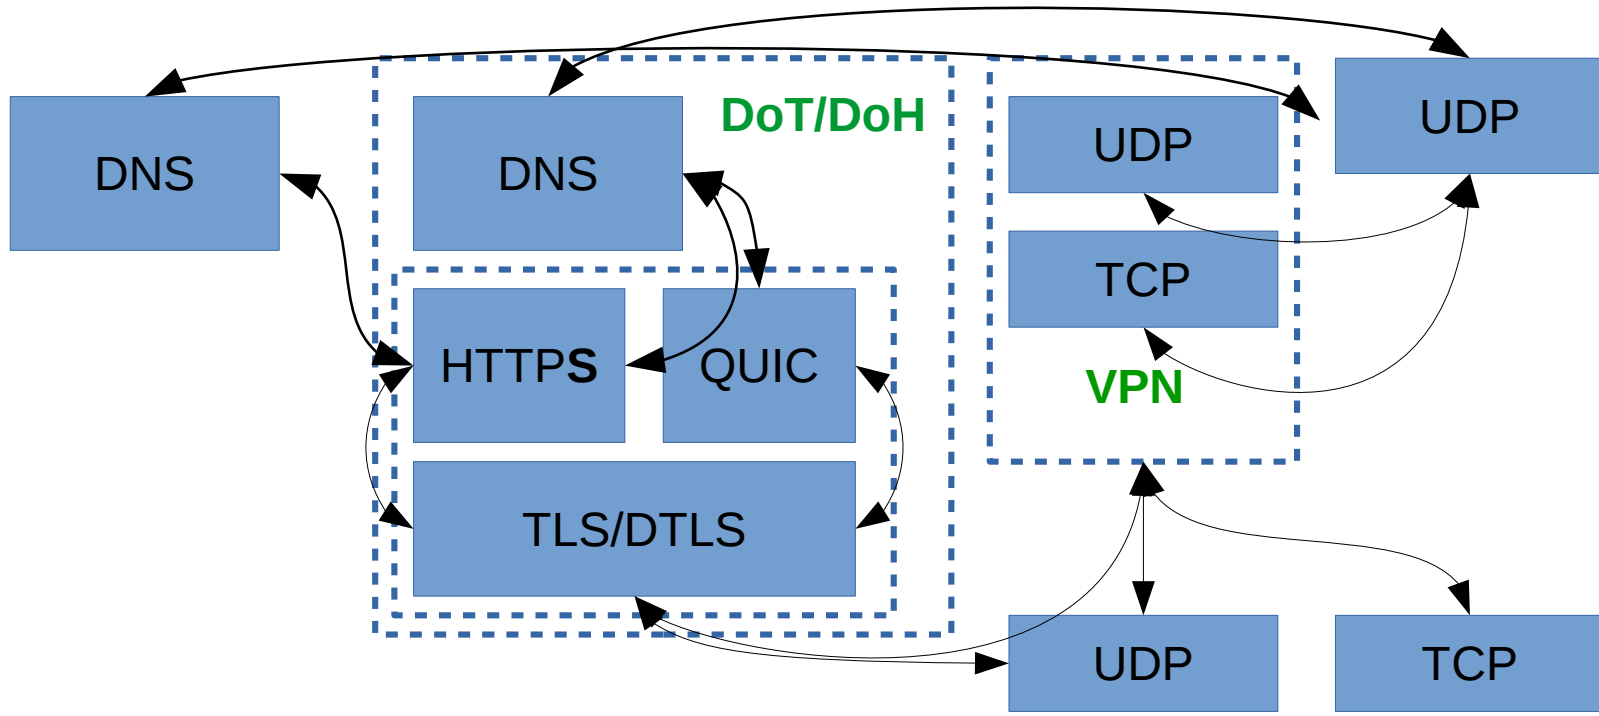 DNS
DNS
DoT/DoH
UDP
UDP
TCP
HTTPS
QUIC
VPN
TLS/DTLS
UDP
TCP